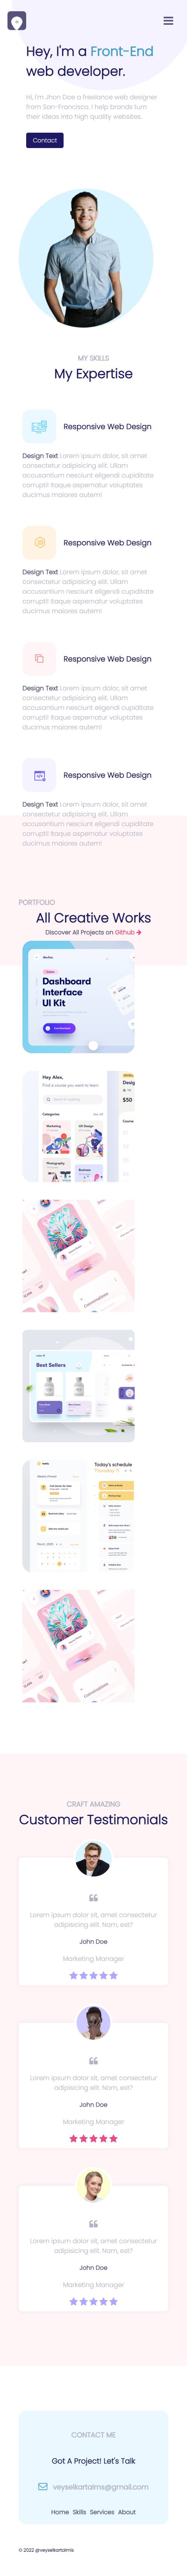 Hey, I'm a Front-End
web developer.
Hi, I'm Jhon Doe a freelance web designer
from San-Francisco. I help brands turn
their ideas into high quality websites.
Contact
MY SKILLS
My Expertise
Responsive Web Design
Design Text Lorem ipsum dolor, sit amet
consectetur adipisicing elit. Ullam
accusantium nesciunt eligendi cupiditate
corrupti! Itaque aspernatur voluptates
ducimus maiores autem!
Responsive Web Design
Design Text Lorem ipsum dolor, sit amet
consectetur adipisicing elit. Ullam
accusantium nesciunt eligendi cupiditate
corrupti! Itaque aspernatur voluptates
ducimus maiores autem!
Responsive Web Design
Design Text Lorem ipsum dolor, sit amet
consectetur adipisicing elit. Ullam
accusantium nesciunt eligendi cupiditate
corrupti! Itaque aspernatur voluptates
ducimus maiores autem!
Responsive Web Design
Design Text Lorem ipsum dolor, sit amet
consectetur adipisicing elit. Ullam
accusantium nesciunt eligendi cupiditate
corrupti! Itaque aspernatur voluptates
ducimus maiores autem!
PORTFOLIO
All Creative Works
Discover All Projects on Github
Dashboard
Interface
UI Kit
Hey Alex,
Find a course you want to learn
Categories
See All
Marketing
UX Design
Photography
Business
$50
Conversations
Best Sellers
Today's schedule
Thursday 11
Conversations
CRAFT AMAZING
Customer Testimonials
Lorem ipsum dolor sit, amet consectetur
adipisicing elit. Nam, est?
John Doe
Marketing Manager
Lorem ipsum dolor sit, amet consectetur
adipisicing elit. Nam, est?
John Doe
Marketing Manager
Lorem ipsum dolor sit, amet consectetur
adipisicing elit. Nam, est?
John Doe
Marketing Manager
CONTACT ME
Got A Project! Let's Talk
veyselkartalms@gmail.com
Home Skills Services About
© 2022 @veyselkartalmis